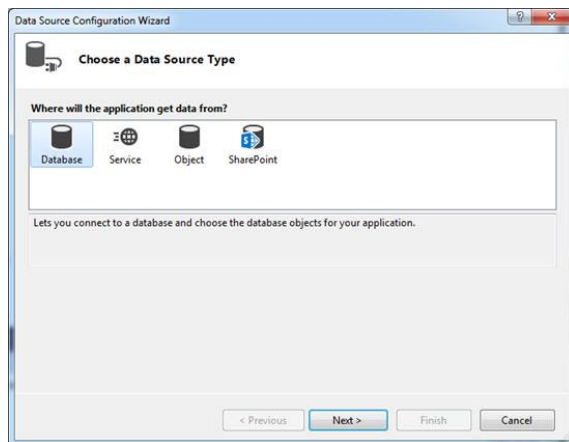 Data Source Configuration Wizard
Choose a Data Source Type
Where will the application get data from?
Database Service Object SharePoint
Lets you connect to a database and choose the database objects for your application.
< Previous Next > Finish Cancel